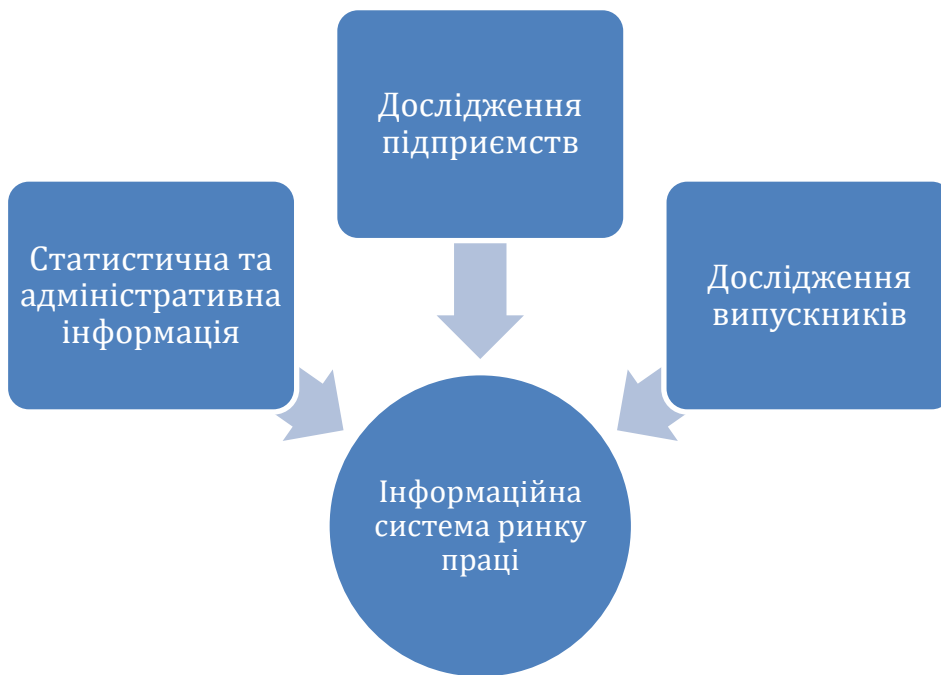 Дослідження
підприємств
Статистична та
адміністративна
інформація
Дослідження
випускників
Інформаційна
система ринку
праці